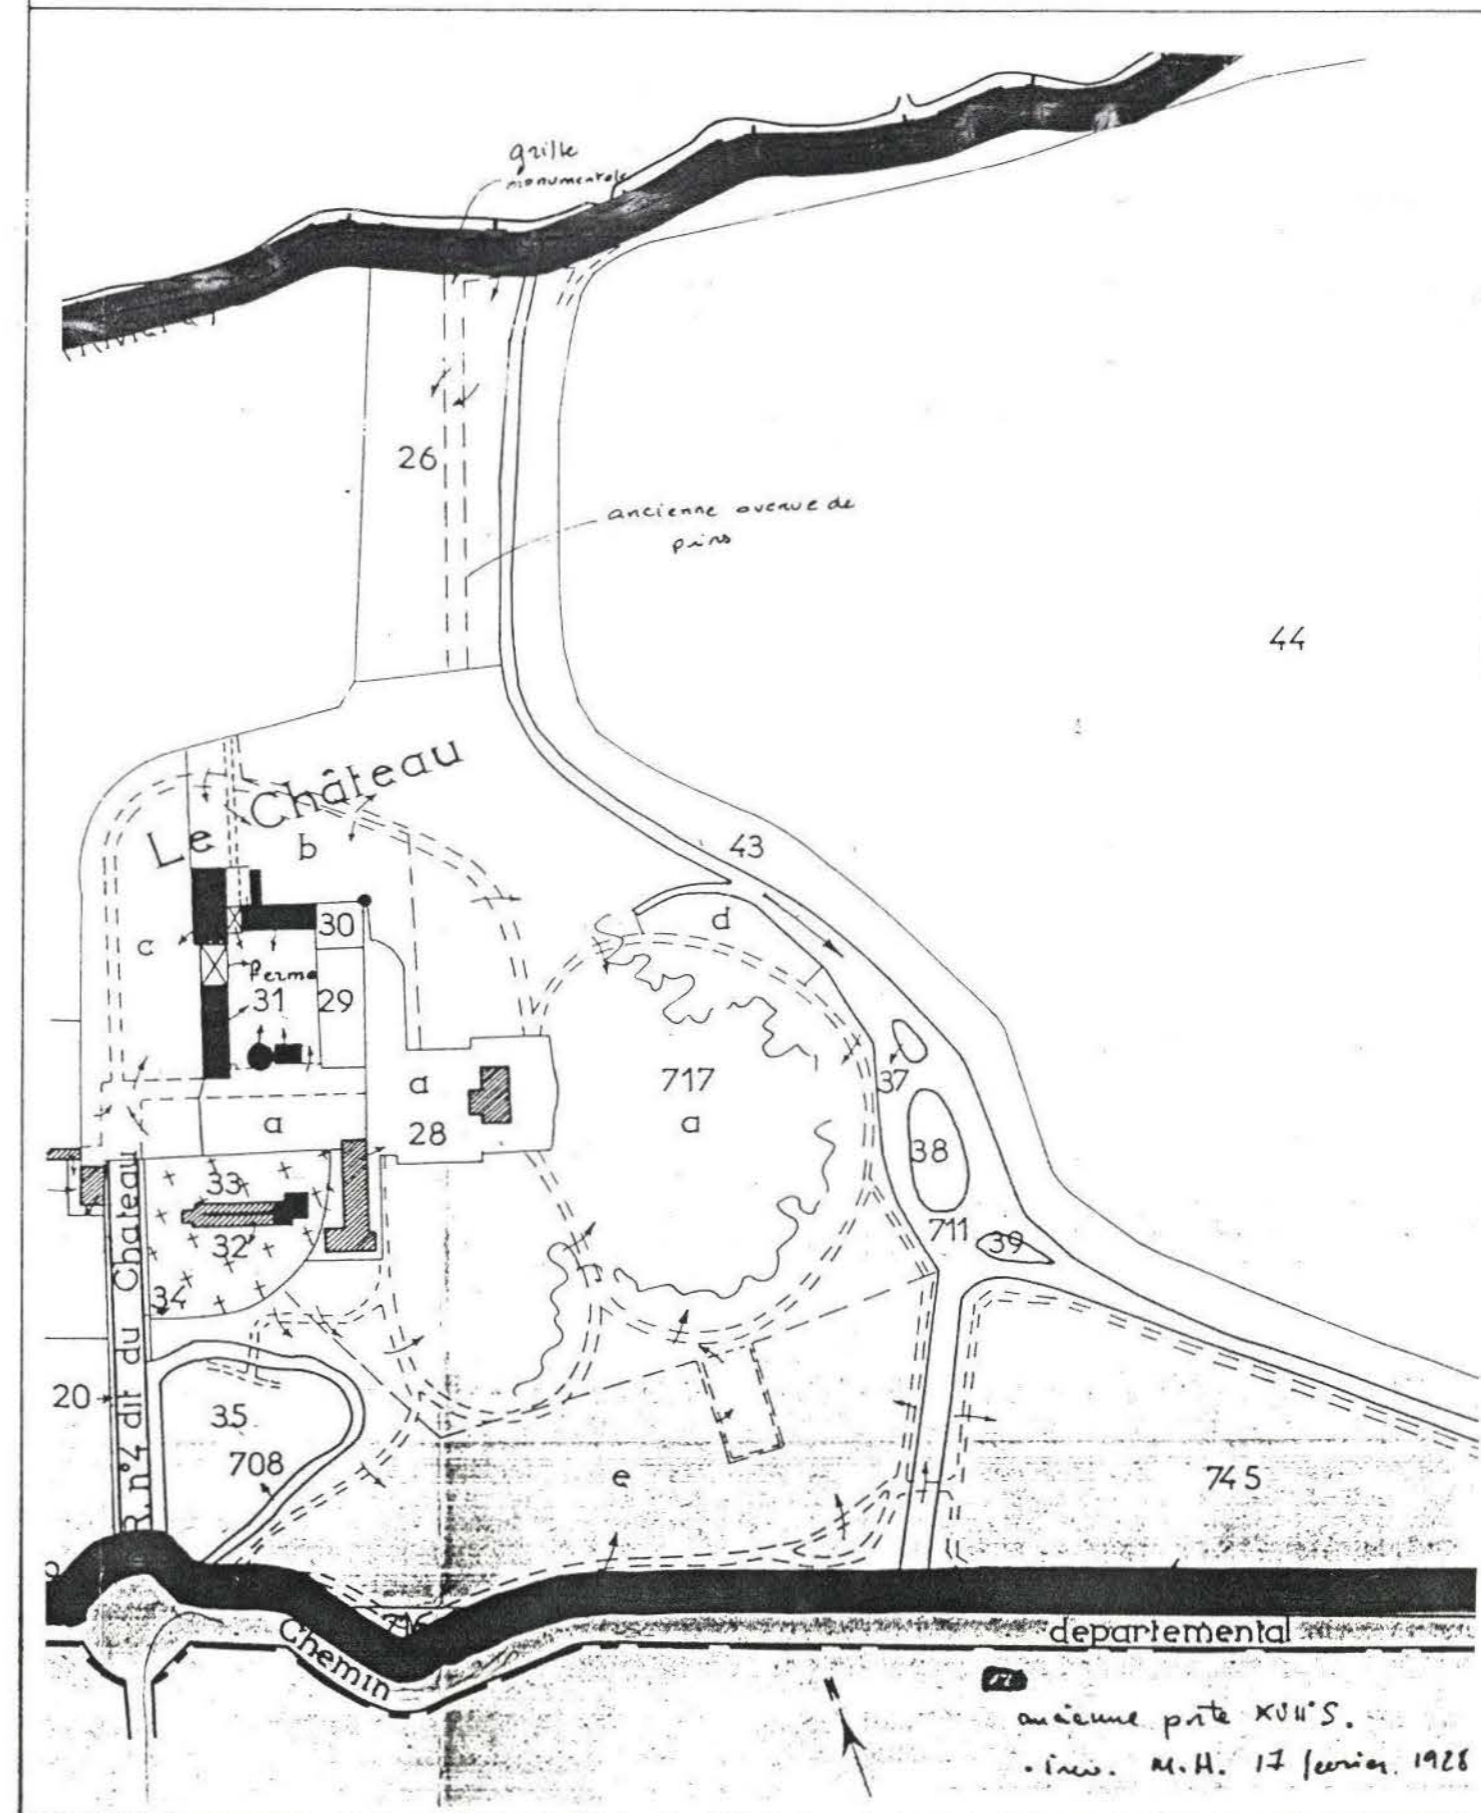 grille
monumentale
26
ancienne avenue de
pins
44
Le Château
b
43
30
d
c
Ferme
31
29
a
717
37
a
28
a
38
33
711
39
32
34
20
R. n°4 dit du Chateau
35
708
e
745
Chemin
departemental
ancienne porte XVII°S.
. inv. M.H. 17 fevrier 1928